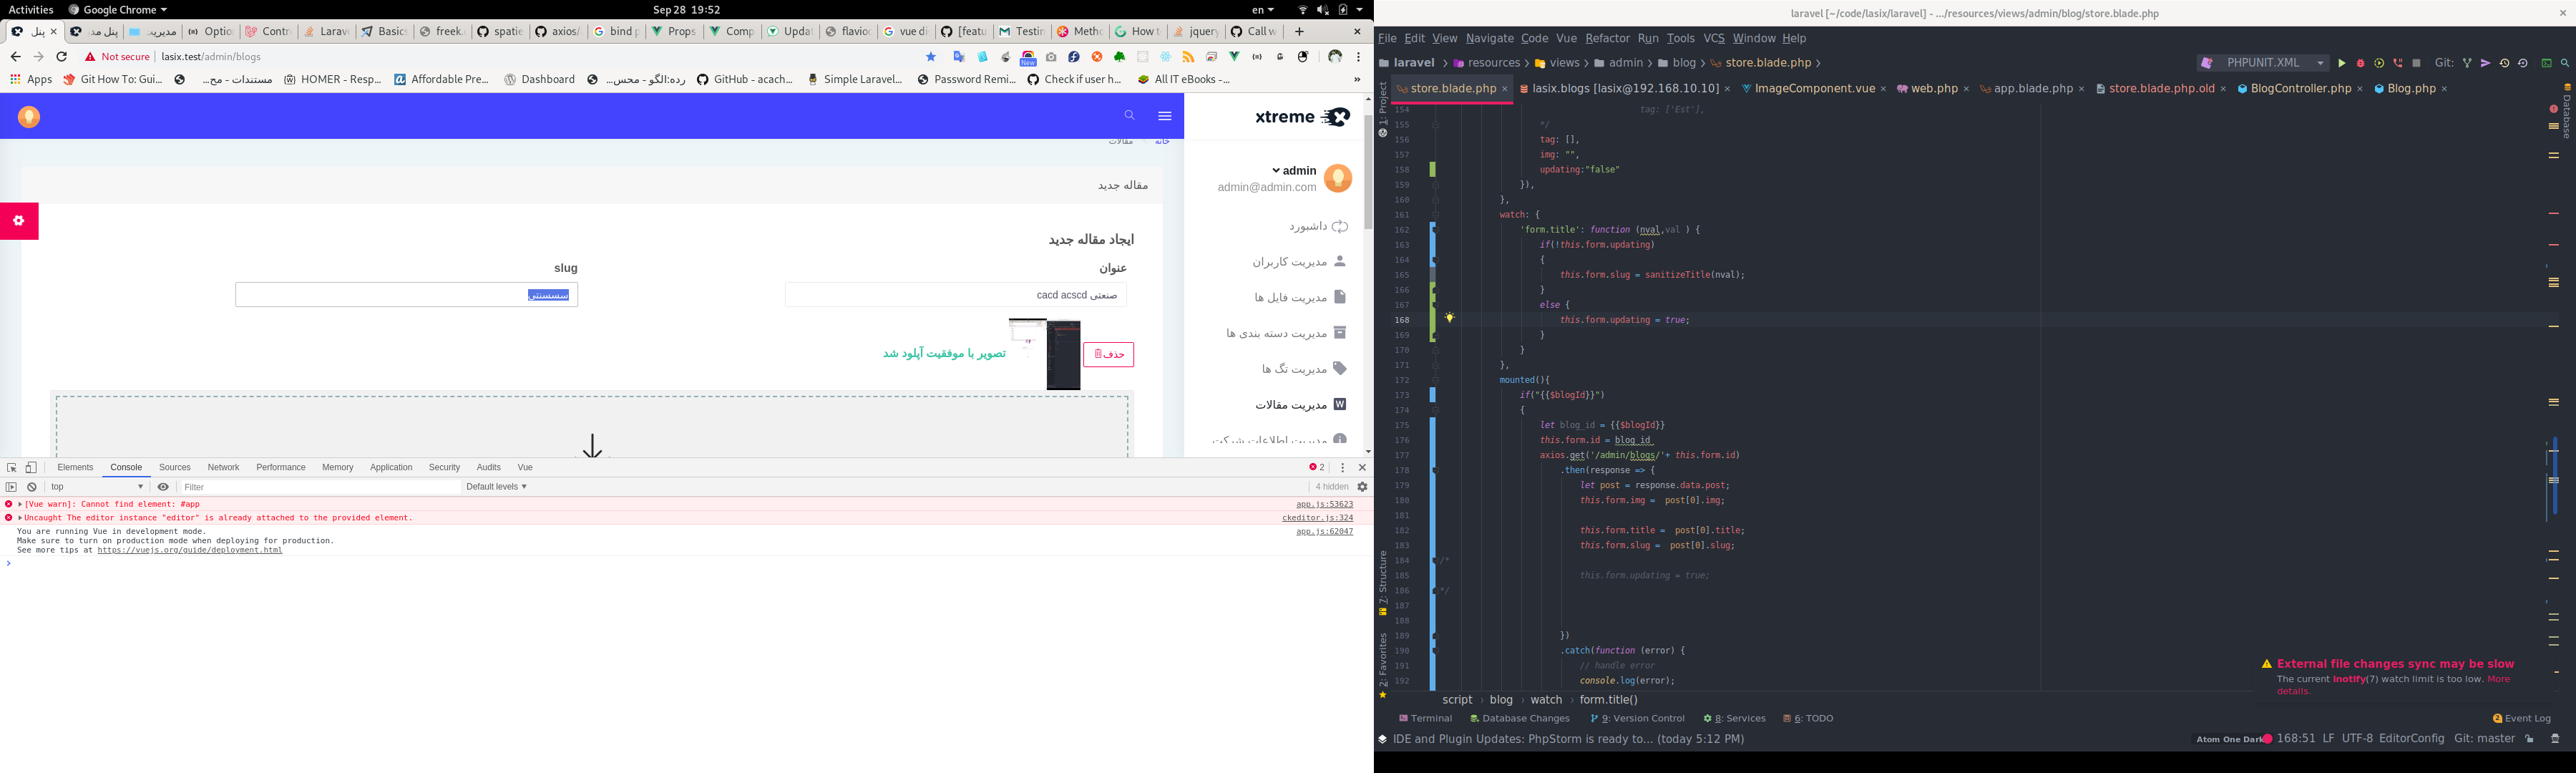 Activities
Google Chrome
Sep 28 19:52
en
پنل
Optio
Contr
Larav
Basics
freek.
spatie
axios/
bind p
Props
Comp
Updat
flavioc
vue di
[featu
Testin
Metho
How t
jquery
Call w
Not secure
lasix.test/admin/blogs
New
Apps
Git How To: Gui...
مستندات - مح...
HOMER - Resp...
Affordable Pre...
Dashboard
رده:الگو - محس...
GitHub - acach...
Simple Laravel...
Password Remi...
Check if user h...
All IT eBooks -...
»
xtreme
خانه
مقالات
مقاله جدید
admin
admin@admin.com
داشبورد
مدیریت کاربران
مدیریت فایل ها
مدیریت دسته بندی ها
مدیریت تگ ها
مدیریت مقالات
مدیریت اطلاعات شرکت
ایجاد مقاله جدید
عنوان
slug
صنعتی cacd acscd
سسسنتی
حذف
تصویر با موفقیت آپلود شد
Elements
Console
Sources
Network
Performance
Memory
Application
Security
Audits
Vue
2
top
Filter
Default levels
4 hidden
[Vue warn]: Cannot find element: #app
app.js:53623
Uncaught The editor instance "editor" is already attached to the provided element.
ckeditor.js:324
You are running Vue in development mode.
app.js:62047
Make sure to turn on production mode when deploying for production.
See more tips at https://vuejs.org/guide/deployment.html
laravel [~/code/lasix/laravel] - .../resources/views/admin/blog/store.blade.php
File Edit View Navigate Code Vue Refactor Run Tools VCS Window Help
laravel
resources
views
admin
blog
store.blade.php
PHPUNIT.XML
Git:
store.blade.php
lasix.blogs [lasix@192.168.10.10]
ImageComponent.vue
web.php
app.blade.php
store.blade.php.old
BlogController.php
Blog.php
1: Project
Database
7: Structure
2: Favorites
154 tag: ['Est'],
155 */
156 tag: [],
157 img: "",
158 updating:"false"
159 }),
160 },
161 watch: {
162 'form.title': function (nval,val ) {
163 if(!this.form.updating)
164 {
165 this.form.slug = sanitizeTitle(nval);
166 }
167 else {
168 this.form.updating = true;
169 }
170 }
171 },
172 mounted(){
173 if("{{$blogId}}")
174 {
175 let blog_id = {{$blogId}}
176 this.form.id = blog_id
177 axios.get('/admin/blogs/'+ this.form.id)
178 .then(response => {
179 let post = response.data.post;
180 this.form.img = post[0].img;
181
182 this.form.title = post[0].title;
183 this.form.slug = post[0].slug;
184 /*
185 this.form.updating = true;
186 */
187
188
189 })
190 .catch(function (error) {
191 // handle error
192 console.log(error);
External file changes sync may be slow
The current inotify(7) watch limit is too low. More
details.
script
blog
watch
form.title()
Terminal
Database Changes
9: Version Control
8: Services
6: TODO
2 Event Log
IDE and Plugin Updates: PhpStorm is ready to... (today 5:12 PM)
Atom One Dark
168:51 LF UTF-8 EditorConfig Git: master